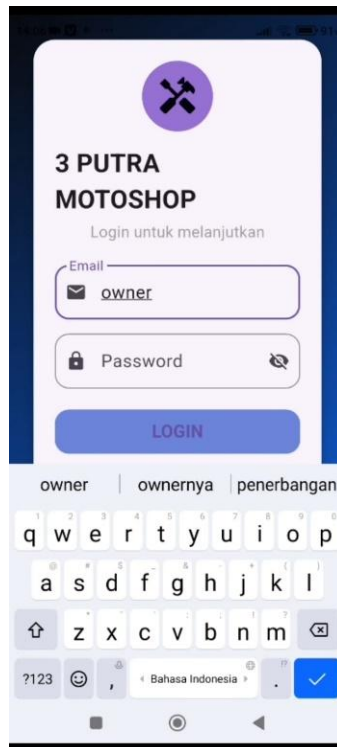 3 PUTRA
MOTOSHOP
Login untuk melanjutkan
Email
owner
Password
LOGIN
owner ownernya penerbangan
q w e r t y u i o p
a s d f g h j k l
z x c v b n m
?123 , Bahasa Indonesia .